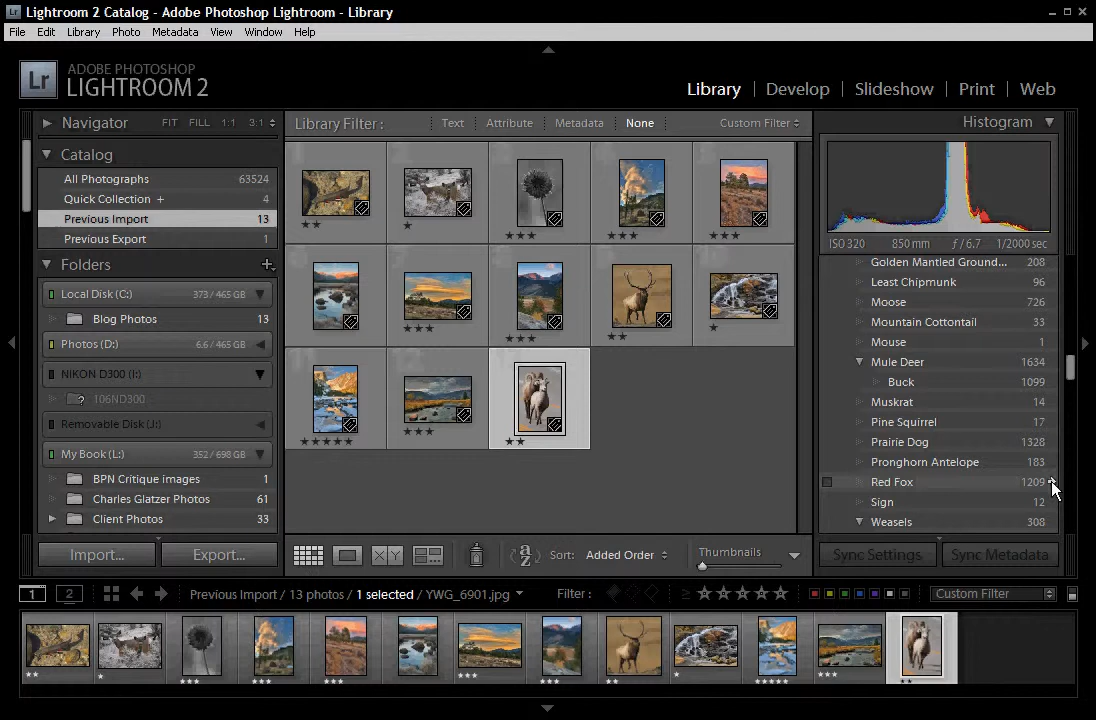 Lightroom 2 Catalog - Adobe Photoshop Lightroom - Library
File Edit Library Photo Metadata View Window Help
Lr ADOBE PHOTOSHOP
LIGHTROOM 2
Library | Develop | Slideshow | Print | Web
Navigator FIT FILL 1:1 3:1
Library Filter : Text Attribute Metadata None Custom Filter
Histogram
Catalog
All Photographs 63524
Quick Collection + 4
Previous Import 13
Previous Export 1
ISO 320 850 mm f / 6.7 1/2000 sec
Folders
Local Disk (C:) 373 / 465 GB
Blog Photos 13
Photos (D:) 6.6 / 465 GB
NIKON D300 (I:)
106ND300
Removable Disk (J:)
My Book (L:) 352 / 698 GB
BPN Critique images 1
Charles Glatzer Photos 61
Client Photos 33
Golden Mantled Ground... 208
Least Chipmunk 96
Moose 726
Mountain Cottontail 33
Mouse 1
Mule Deer 1634
Buck 1099
Muskrat 14
Pine Squirrel 17
Prairie Dog 1328
Pronghorn Antelope 183
Red Fox 1209
Sign 12
Weasels 308
Import... Export...
XY Sort: Added Order Thumbnails
Sync Settings Sync Metadata
1 2 Previous Import / 13 photos / 1 selected / YWG_6901.jpg Filter : Custom Filter